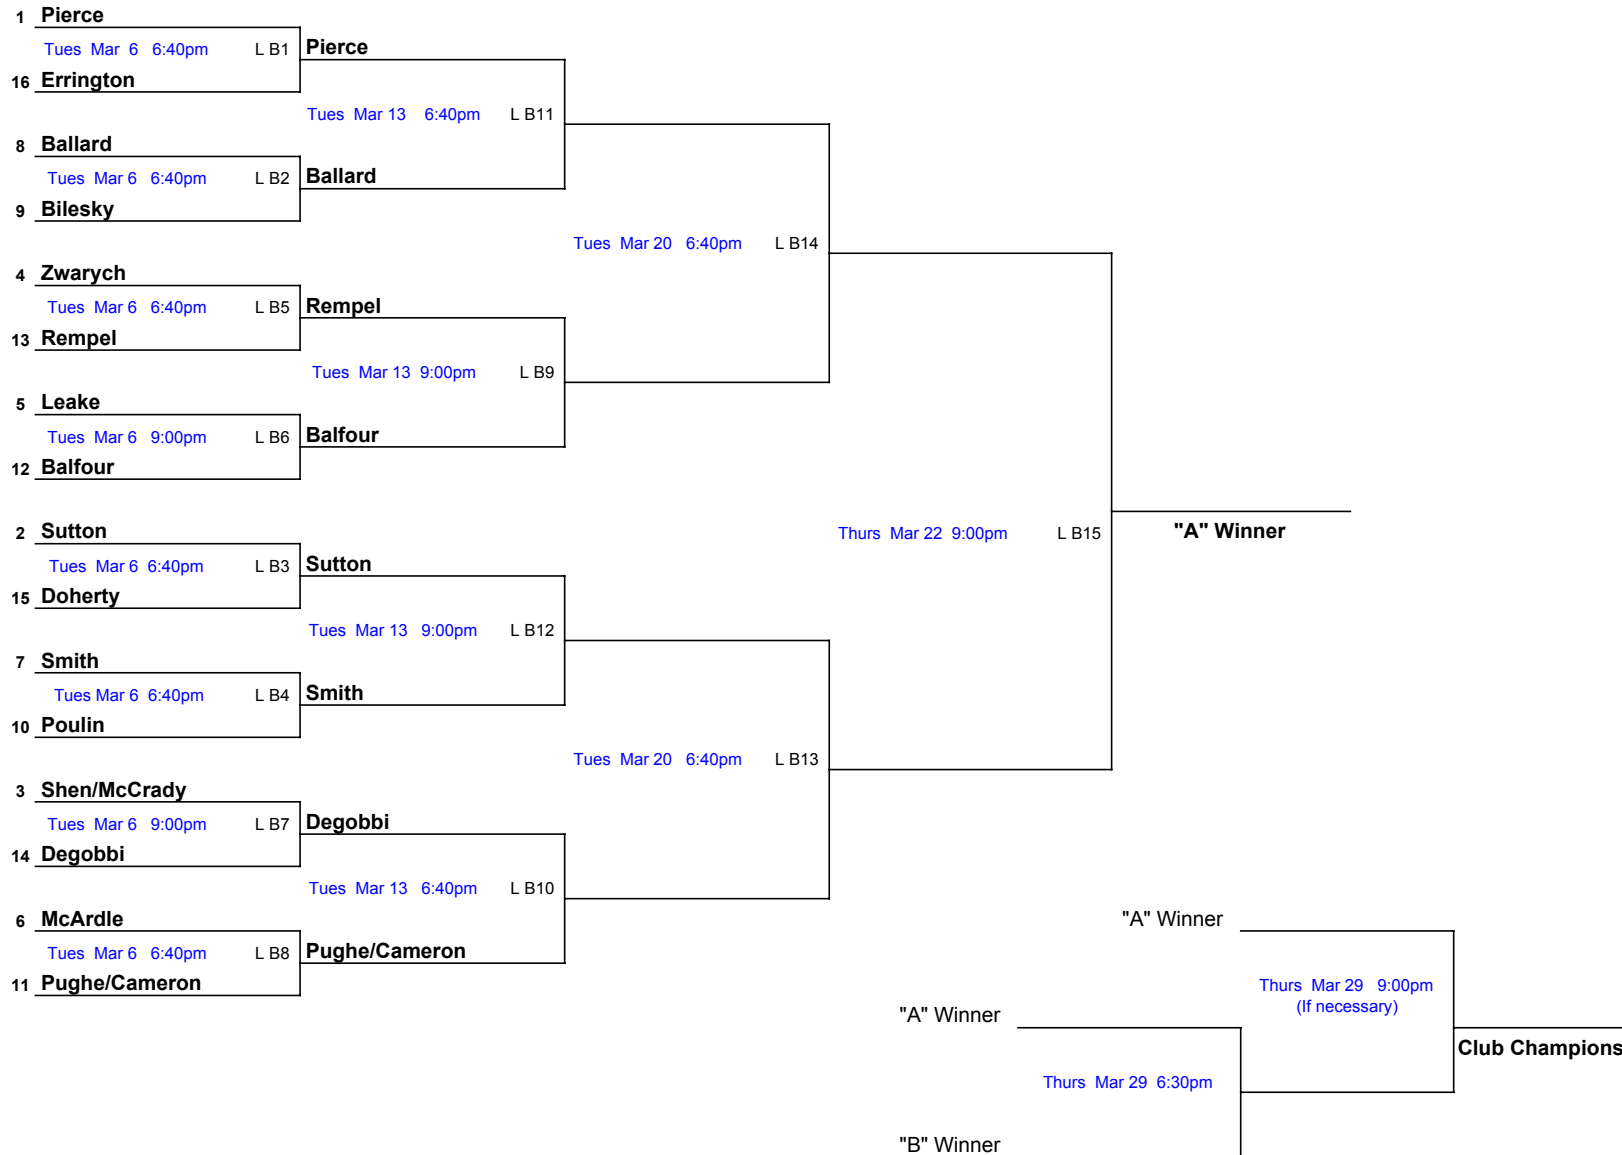 1 Pierce
Tues Mar 6 6:40pm L B1 Pierce
16 Errington
Tues Mar 13 6:40pm L B11
8 Ballard
Tues Mar 6 6:40pm L B2 Ballard
9 Bilesky
Tues Mar 20 6:40pm L B14
4 Zwarych
Tues Mar 6 6:40pm L B5 Rempel
13 Rempel
Tues Mar 13 9:00pm L B9
5 Leake
Tues Mar 6 9:00pm L B6 Balfour
12 Balfour
2 Sutton
Thurs Mar 22 9:00pm L B15 "A" Winner
Tues Mar 6 6:40pm L B3 Sutton
15 Doherty
Tues Mar 13 9:00pm L B12
7 Smith
Tues Mar 6 6:40pm L B4 Smith
10 Poulin
Tues Mar 20 6:40pm L B13
3 Shen/McCrady
Tues Mar 6 9:00pm L B7 Degobbi
14 Degobbi
Tues Mar 13 6:40pm L B10
6 McArdle "A" Winner
Tues Mar 6 6:40pm L B8 Pughe/Cameron
11 Pughe/Cameron
Thurs Mar 29 9:00pm
(If necessary)
"A" Winner
Club Champions
Thurs Mar 29 6:30pm
"B" Winner